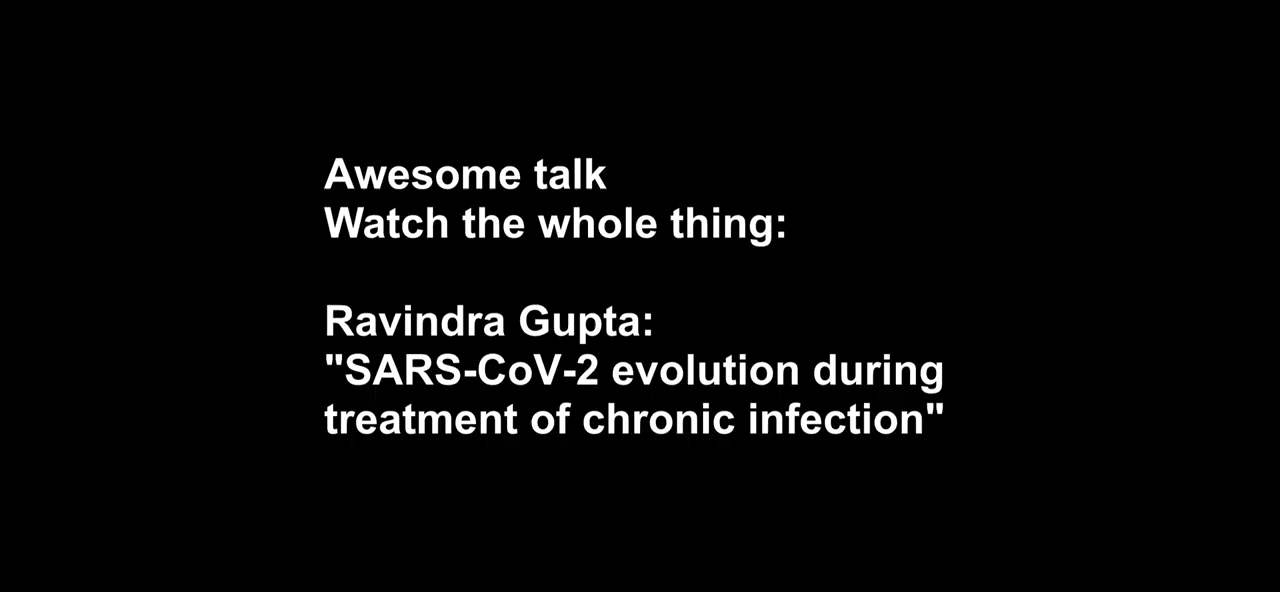 Awesome talk
Watch the whole thing:
Ravindra Gupta:
"SARS-CoV-2 evolution during
treatment of chronic infection"